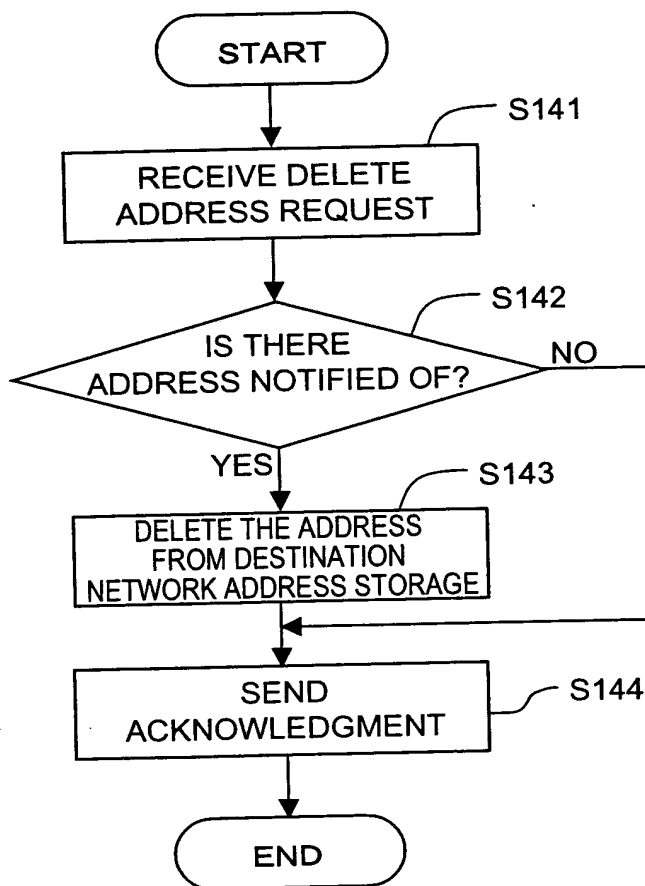 START
S141
RECEIVE DELETE
ADDRESS REQUEST
S142
IS THERE
ADDRESS NOTIFIED OF?
NO
YES
S143
DELETE THE ADDRESS
FROM DESTINATION
NETWORK ADDRESS STORAGE
SEND
ACKNOWLEDGMENT
S144
END